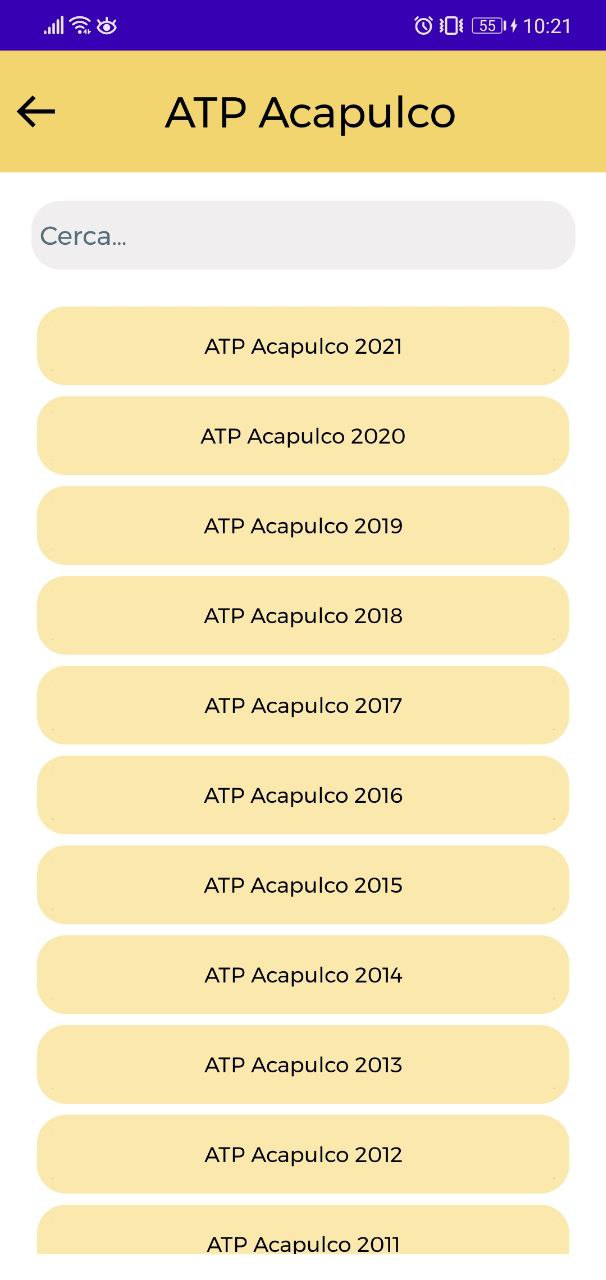 55 10:21
ATP Acapulco
Cerca...
ATP Acapulco 2021
ATP Acapulco 2020
ATP Acapulco 2019
ATP Acapulco 2018
ATP Acapulco 2017
ATP Acapulco 2016
ATP Acapulco 2015
ATP Acapulco 2014
ATP Acapulco 2013
ATP Acapulco 2012
ATP Acapulco 2011